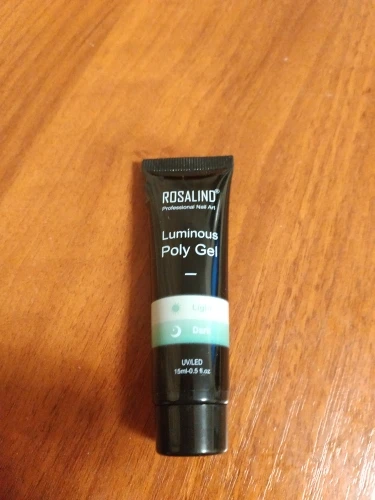 ROSALIND®
Professional Nail Art
Luminous
Poly Gel
Light
Dark
UV/LED
15ml-0.5 fl.oz